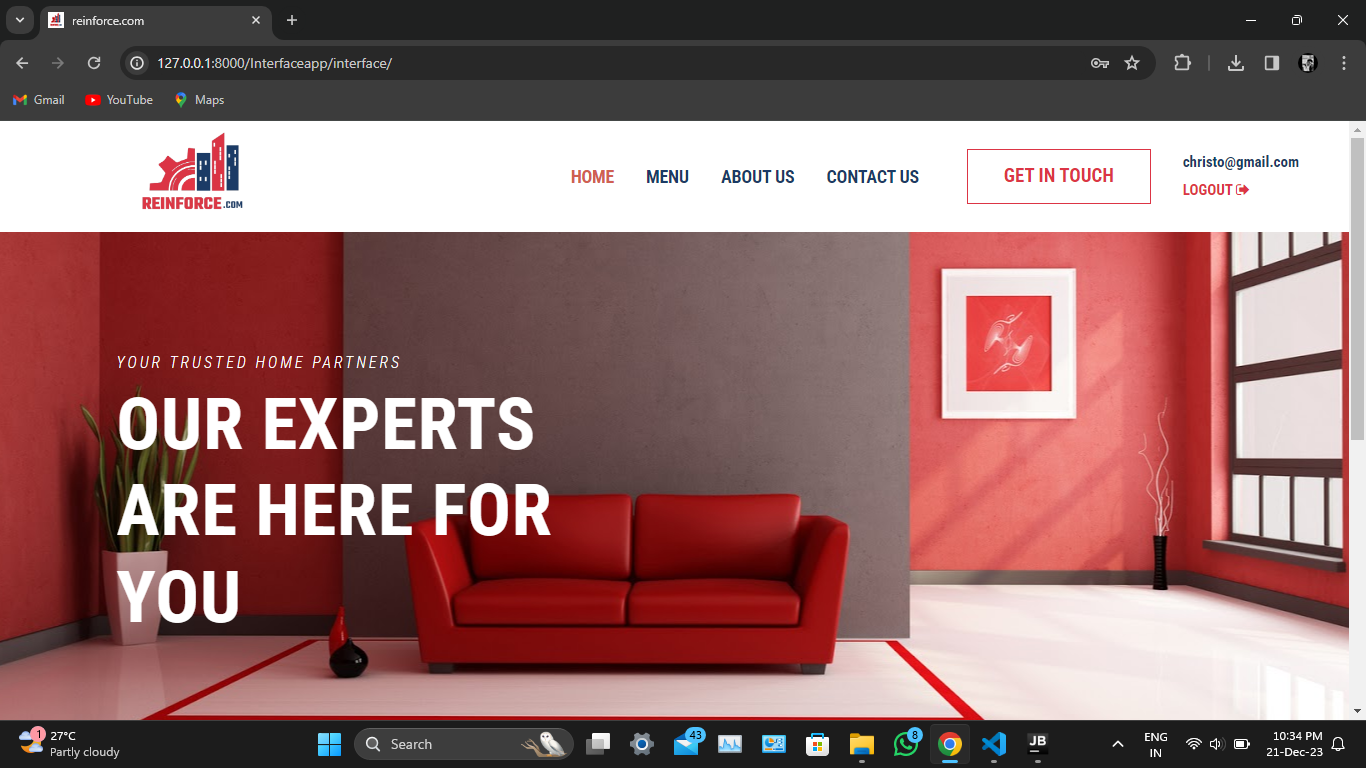 reinforce.com
127.0.0.1:8000/Interfaceapp/interface/
Gmail
YouTube
Maps
REINFORCE.COM
HOME
MENU
ABOUT US
CONTACT US
GET IN TOUCH
christo@gmail.com
LOGOUT
YOUR TRUSTED HOME PARTNERS
OUR EXPERTS
ARE HERE FOR
YOU
1
27°C
Partly cloudy
Search
43
8
JB
ENG
IN
10:34 PM
21-Dec-23